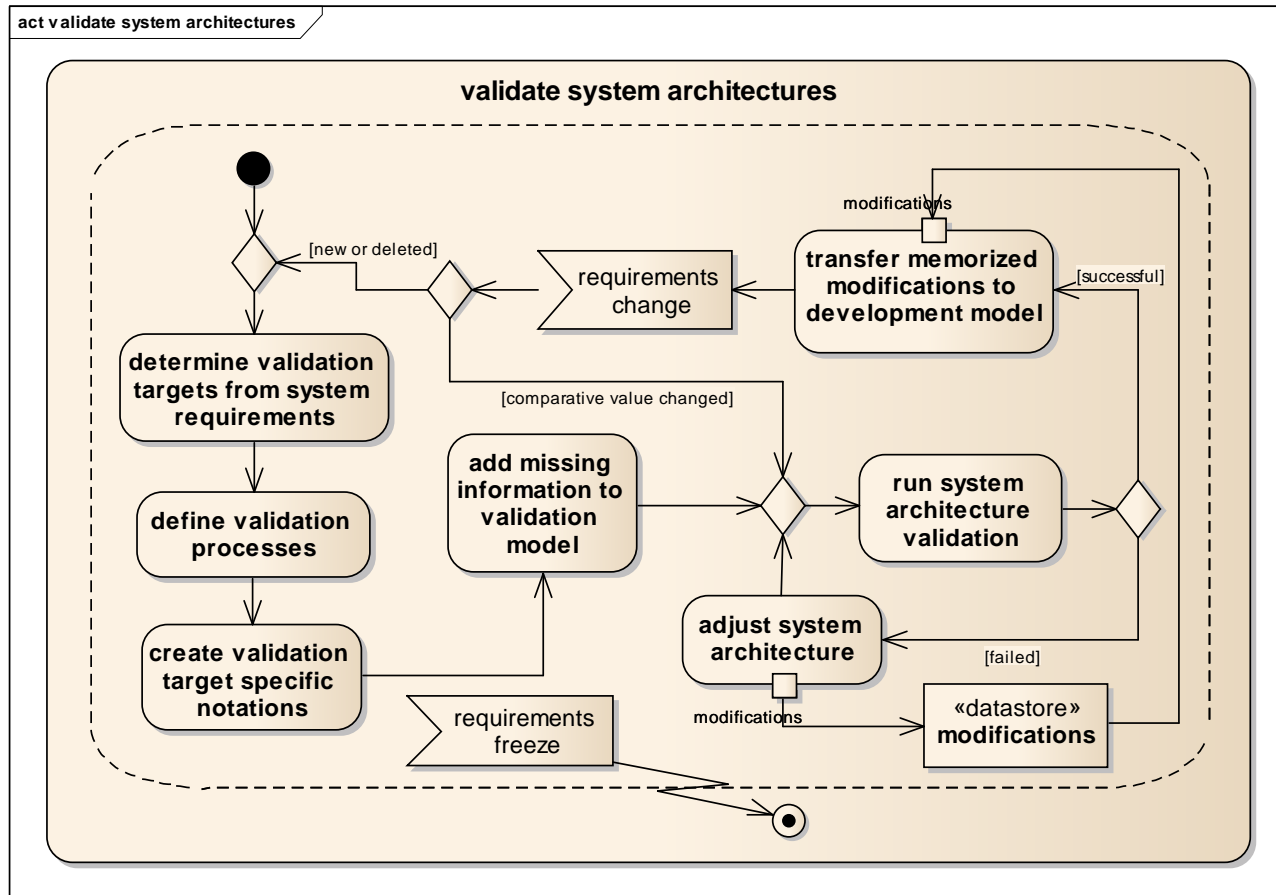 act validate system architectures
validate system architectures
modifications
[new or deleted]
requirements
change
transfer memorized
modifications to
development model
[successful]
determine validation
targets from system
requirements
[comparative value changed]
add missing
information to
validation
model
run system
architecture
validation
define validation
processes
create validation
target specific
notations
adjust system
architecture
[failed]
modifications
«datastore»
modifications
requirements
freeze